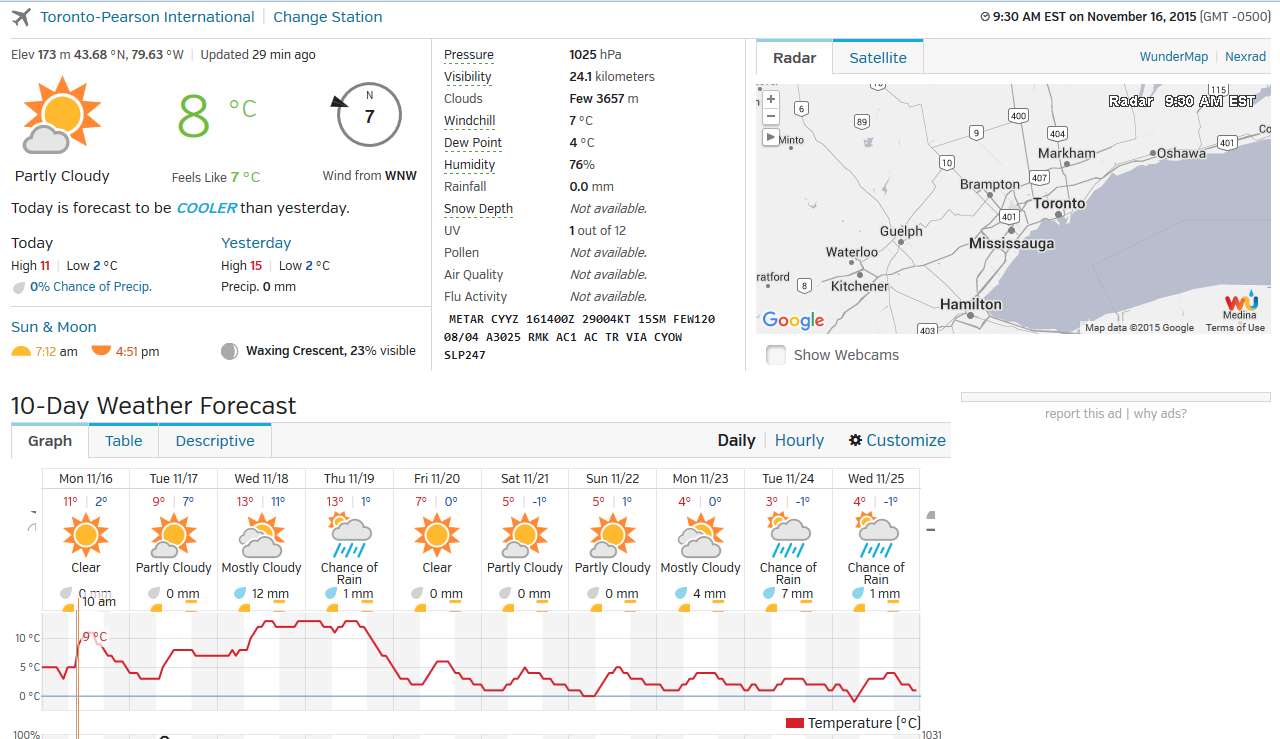 Toronto-Pearson International | Change Station
9:30 AM EST on November 16, 2015 (GMT -0500)
Elev 173 m 43.68 °N, 79.63 °W | Updated 29 min ago
8 °C
N
7
Partly Cloudy
Feels Like 7 °C
Wind from WNW
Today is forecast to be COOLER than yesterday.
Today
Yesterday
High 11 | Low 2 °C
High 15 | Low 2 °C
0% Chance of Precip.
Precip. 0 mm
Sun & Moon
7:12 am
4:51 pm
Waxing Crescent, 23% visible
Pressure 1025 hPa
Visibility 24.1 kilometers
Clouds Few 3657 m
Windchill 7 °C
Dew Point 4 °C
Humidity 76%
Rainfall 0.0 mm
Snow Depth Not available.
UV 1 out of 12
Pollen Not available.
Air Quality Not available.
Flu Activity Not available.
METAR CYYZ 161400Z 29004KT 15SM FEW120
08/04 A3025 RMK AC1 AC TR VIA CYOW
SLP247
Radar
Satellite
WunderMap | Nexrad
+
−
Radar 9:30 AM EST
115
6
89
400
9
404
401
Co
Minto
Markham
Oshawa
10
407
Brampton
Toronto
401
Guelph
Mississauga
Waterloo
ratford
8
Kitchener
Hamilton
403
Google
WU
Medina
Map data ©2015 Google
Terms of Use
Show Webcams
10-Day Weather Forecast
report this ad | why ads?
Graph
Table
Descriptive
Daily | Hourly
Customize
Mon 11/16 Tue 11/17 Wed 11/18 Thu 11/19 Fri 11/20 Sat 11/21 Sun 11/22 Mon 11/23 Tue 11/24 Wed 11/25
11° | 2° 9° | 7° 13° | 11° 13° | 1° 7° | 0° 5° | -1° 5° | 1° 4° | 0° 3° | -1° 4° | -1°
Clear Partly Cloudy Mostly Cloudy Chance of Rain Clear Partly Cloudy Partly Cloudy Mostly Cloudy Chance of Rain Chance of Rain
0 mm 0 mm 12 mm 1 mm 0 mm 0 mm 0 mm 4 mm 7 mm 1 mm
10 am
9 °C
10 °C
5 °C
0 °C
Temperature (°C)
100%
1031